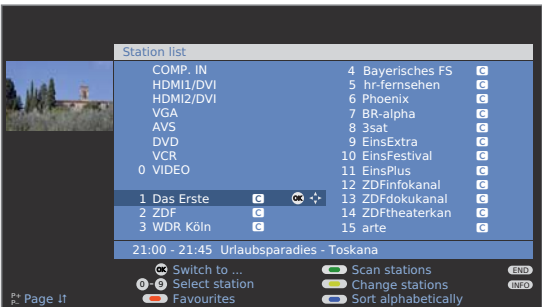 Station list
COMP. IN
HDMI1/DVI
HDMI2/DVI
VGA
AVS
DVD
VCR
0 VIDEO
1 Das Erste C OK
2 ZDF C
3 WDR Köln C
4 Bayerisches FS C
5 hr-fernsehen C
6 Phoenix C
7 BR-alpha C
8 3sat C
9 EinsExtra C
10 EinsFestival C
11 EinsPlus C
12 ZDFinfokanal C
13 ZDFdokukanal C
14 ZDFtheaterkan C
15 arte C
21:00 - 21:45 Urlaubsparadies - Toskana
OK Switch to ...
0-9 Select station
Favourites
Scan stations END
Change stations INFO
Sort alphabetically
P+ P- Page